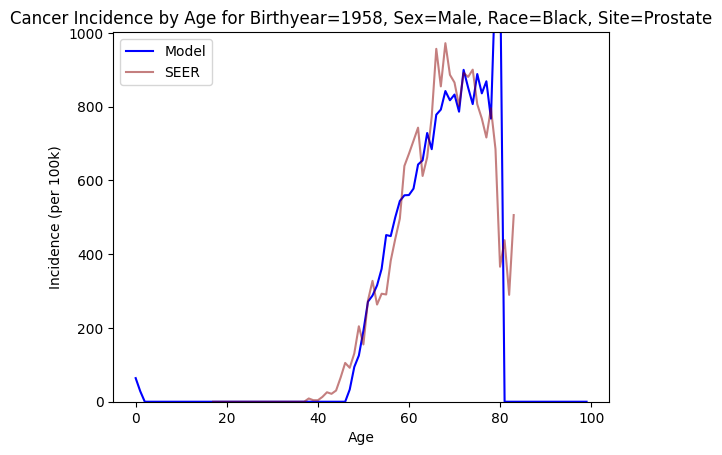 Cancer Incidence by Age for Birthyear=1958, Sex=Male, Race=Black, Site=Prostate
Model
SEER
Incidence (per 100k)
1000
800
600
400
200
0
0 20 40 60 80 100
Age